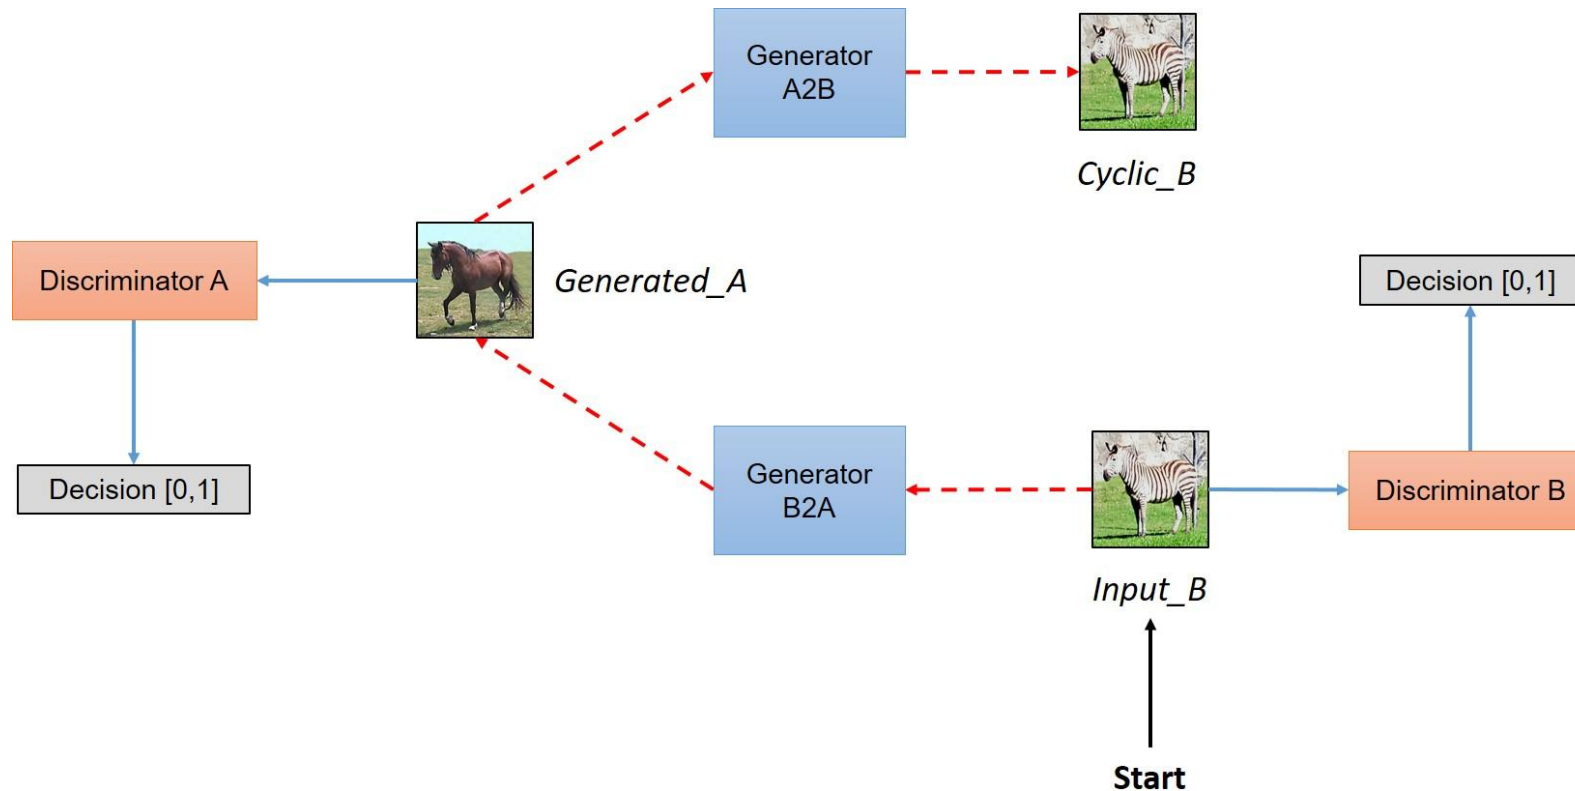 Generator
A2B
Cyclic_B
Discriminator A
Generated_A
Decision [0,1]
Decision [0,1]
Generator
B2A
Discriminator B
Input_B
Start